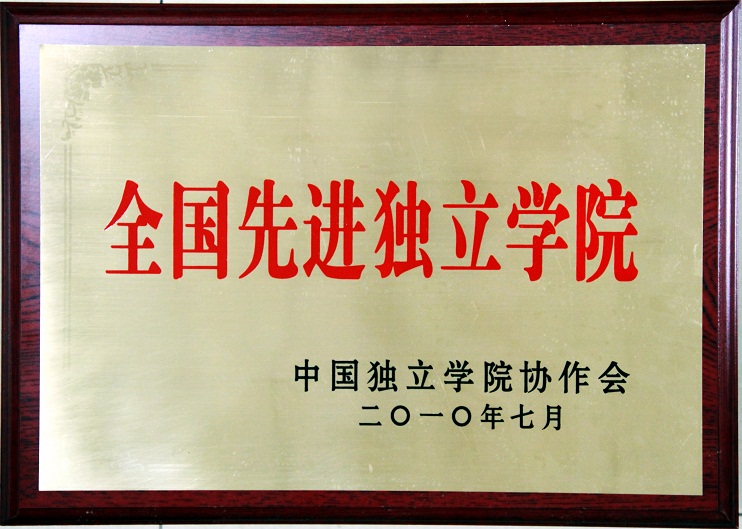 全国先进独立学院
中国独立学院协作会
二〇一〇年七月